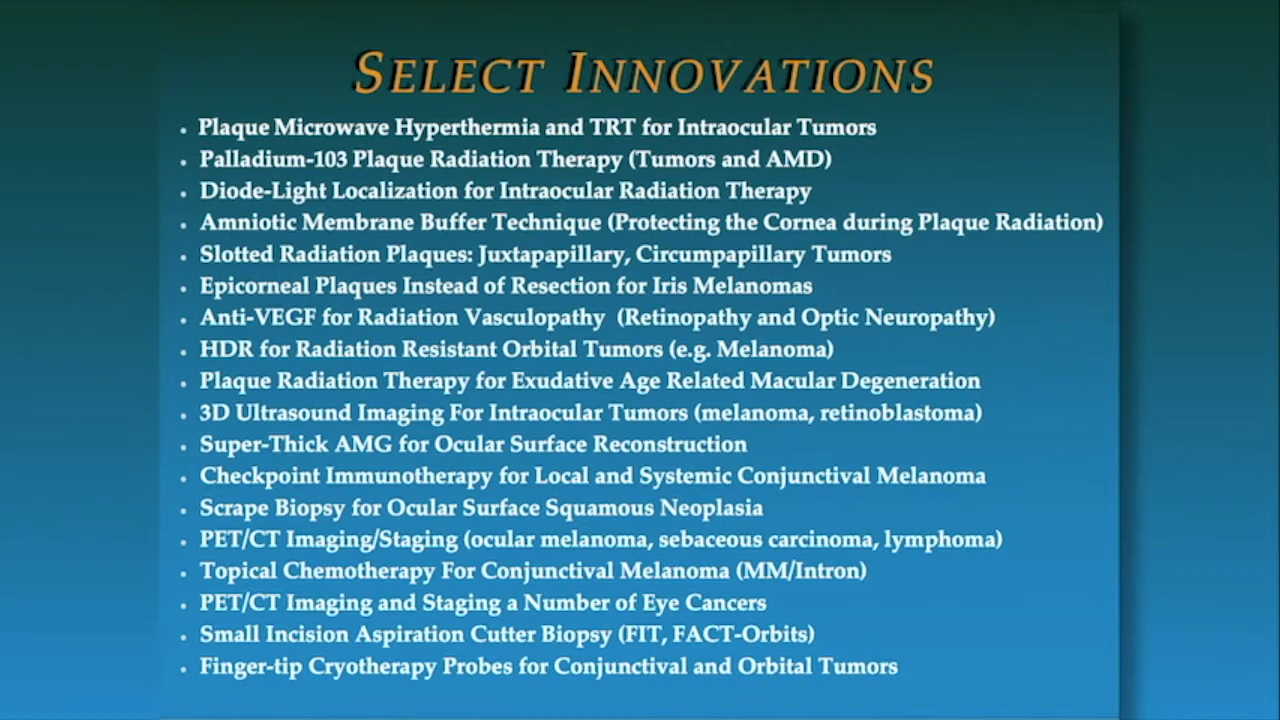 SELECT INNOVATIONS
• Plaque Microwave Hyperthermia and TRT for Intraocular Tumors
• Palladium-103 Plaque Radiation Therapy (Tumors and AMD)
• Diode-Light Localization for Intraocular Radiation Therapy
• Amniotic Membrane Buffer Technique (Protecting the Cornea during Plaque Radiation)
• Slotted Radiation Plaques: Juxtapapillary, Circumpapillary Tumors
• Epicorneal Plaques Instead of Resection for Iris Melanomas
• Anti-VEGF for Radiation Vasculopathy (Retinopathy and Optic Neuropathy)
• HDR for Radiation Resistant Orbital Tumors (e.g. Melanoma)
• Plaque Radiation Therapy for Exudative Age Related Macular Degeneration
• 3D Ultrasound Imaging For Intraocular Tumors (melanoma, retinoblastoma)
• Super-Thick AMG for Ocular Surface Reconstruction
• Checkpoint Immunotherapy for Local and Systemic Conjunctival Melanoma
• Scrape Biopsy for Ocular Surface Squamous Neoplasia
• PET/CT Imaging/Staging (ocular melanoma, sebaceous carcinoma, lymphoma)
• Topical Chemotherapy For Conjunctival Melanoma (MM/Intron)
• PET/CT Imaging and Staging a Number of Eye Cancers
• Small Incision Aspiration Cutter Biopsy (FIT, FACT-Orbits)
• Finger-tip Cryotherapy Probes for Conjunctival and Orbital Tumors